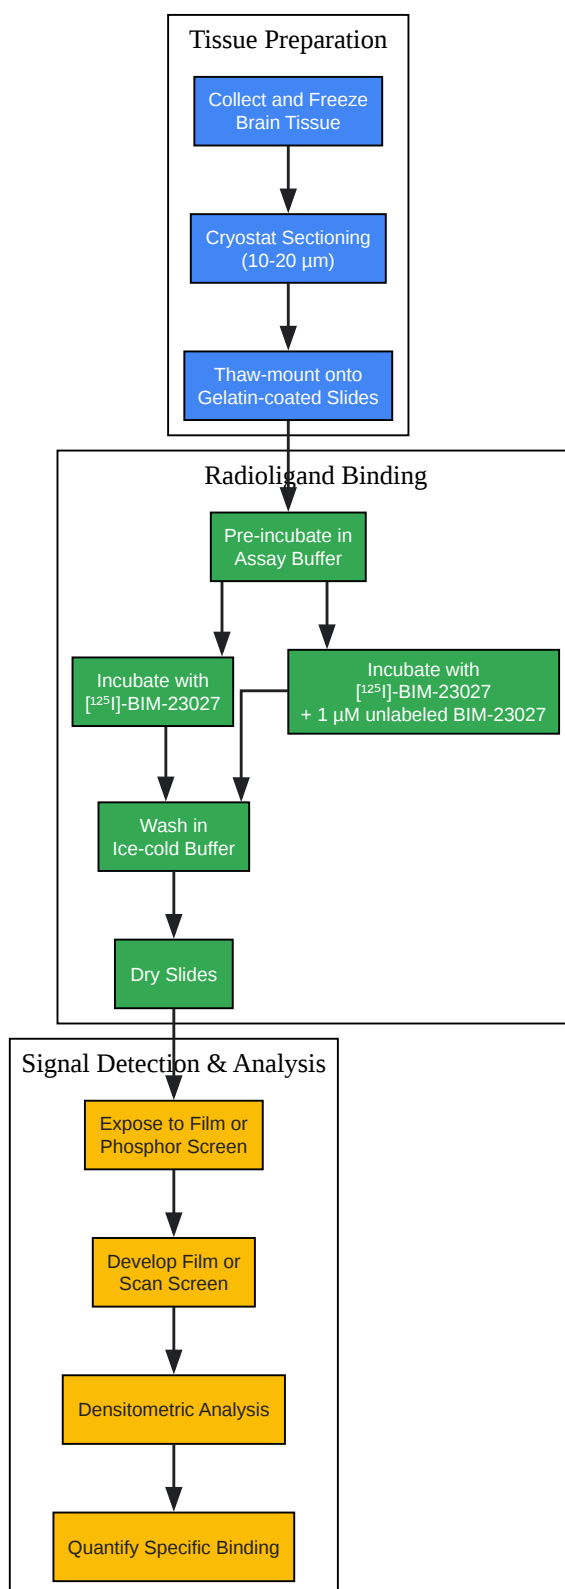 Tissue Preparation
Collect and Freeze
Brain Tissue
Cryostat Sectioning
(10-20 µm)
Thaw-mount onto
Gelatin-coated Slides
Radioligand Binding
Pre-incubate in
Assay Buffer
Incubate with
[¹²⁵I]-BIM-23027
Incubate with
[¹²⁵I]-BIM-23027
+ 1 µM unlabeled BIM-23027
Wash in
Ice-cold Buffer
Dry Slides
Signal Detection & Analysis
Expose to Film or
Phosphor Screen
Develop Film or
Scan Screen
Densitometric Analysis
Quantify Specific Binding